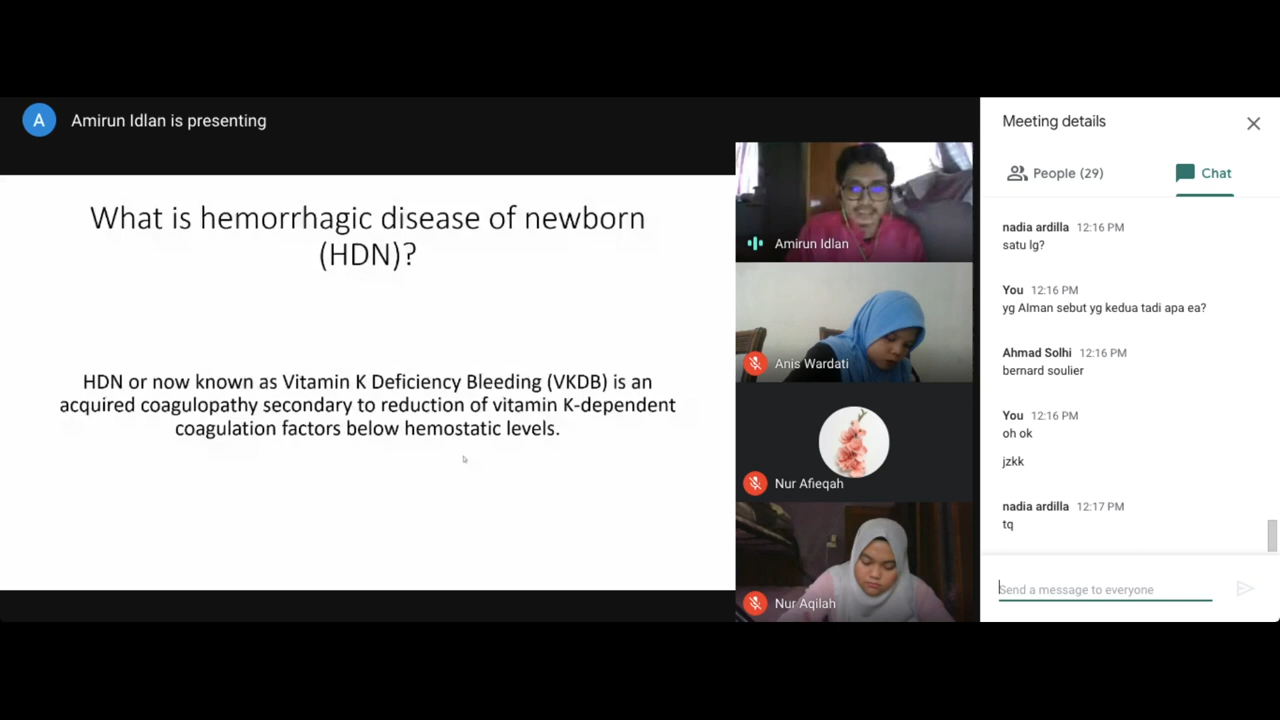 A
Amirun Idlan is presenting
What is hemorrhagic disease of newborn
(HDN)?
HDN or now known as Vitamin K Deficiency Bleeding (VKDB) is an
acquired coagulopathy secondary to reduction of vitamin K-dependent
coagulation factors below hemostatic levels.
Amirun Idlan
Anis Wardati
Nur Afieqah
Nur Aqilah
Meeting details
People (29)
Chat
nadia ardilla 12:16 PM
satu lg?
You 12:16 PM
yg AIman sebut yg kedua tadi apa ea?
Ahmad Solhi 12:16 PM
bernard soulier
You 12:16 PM
oh ok
jzkk
nadia ardilla 12:17 PM
tq
Send a message to everyone